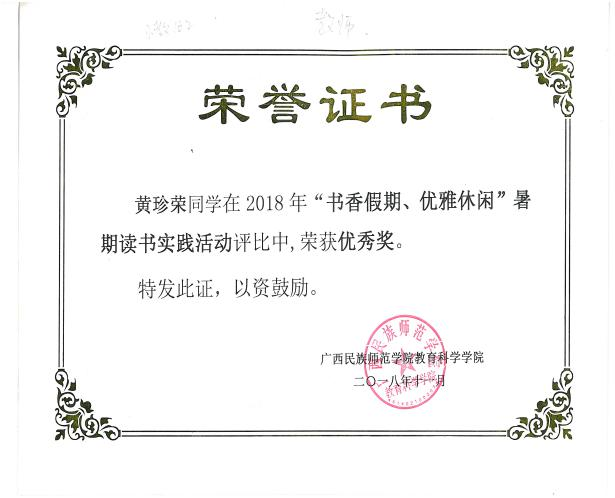 教师
荣誉证书
黄珍荣同学在2018年“书香假期、优雅休闲”暑
期读书实践活动评比中,荣获优秀奖。
特发此证，以资鼓励。
广西民族师范学院教育科学学院
二〇一八年十一月